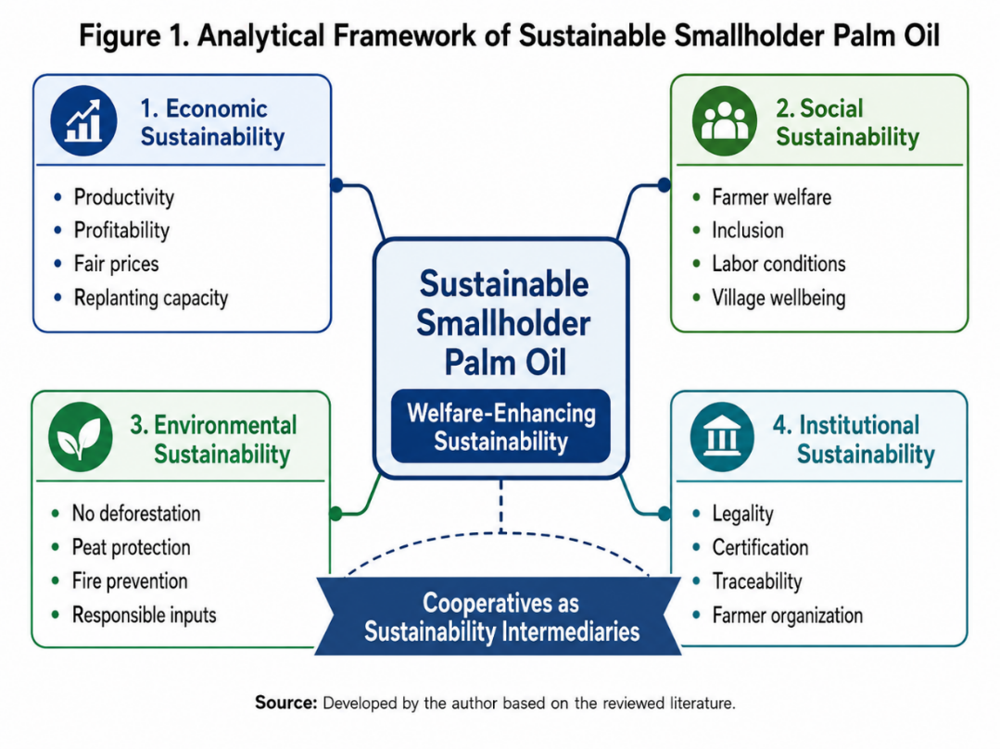 Figure 1. Analytical Framework of Sustainable Smallholder Palm Oil
1. Economic
Sustainability
• Productivity
• Profitability
• Fair prices
• Replanting capacity
2. Social
Sustainability
• Farmer welfare
• Inclusion
• Labor conditions
• Village wellbeing
Sustainable
Smallholder
Palm Oil
Welfare-Enhancing
Sustainability
3. Environmental
Sustainability
• No deforestation
• Peat protection
• Fire prevention
• Responsible inputs
4. Institutional
Sustainability
• Legality
• Certification
• Traceability
• Farmer organization
Cooperatives as
Sustainability Intermediaries
Source: Developed by the author based on the reviewed literature.